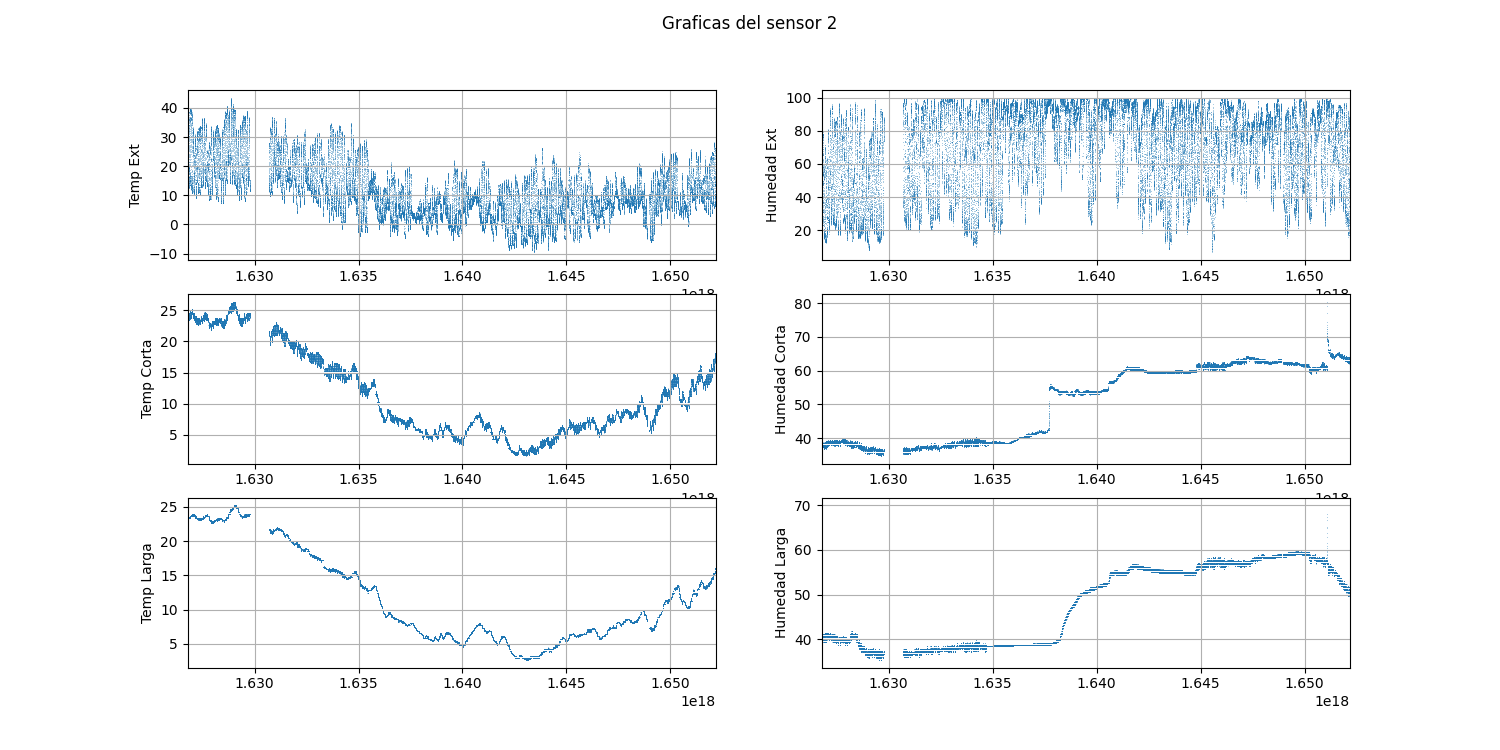 Graficas del sensor 2
Temp Ext
40
30
20
10
0
−10
1.630 1.635 1.640 1.645 1.650
1e18
Humedad Ext
100
80
60
40
20
1.630 1.635 1.640 1.645 1.650
1e18
Temp Corta
25
20
15
10
5
1.630 1.635 1.640 1.645 1.650
1e18
Humedad Corta
80
70
60
50
40
1.630 1.635 1.640 1.645 1.650
1e18
Temp Larga
25
20
15
10
5
1.630 1.635 1.640 1.645 1.650
1e18
Humedad Larga
70
60
50
40
1.630 1.635 1.640 1.645 1.650
1e18